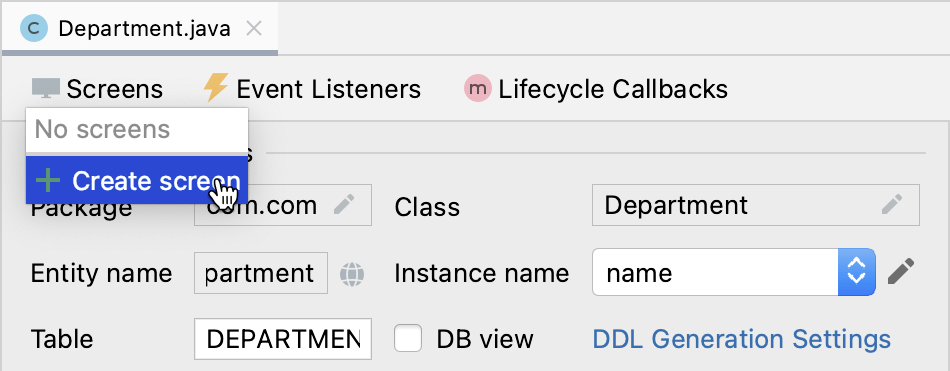 C Department.java
Screens Event Listeners m Lifecycle Callbacks
No screens
Create screen
Package com Class Department
Entity name partment Instance name name
Table DEPARTMEN DB view DDL Generation Settings